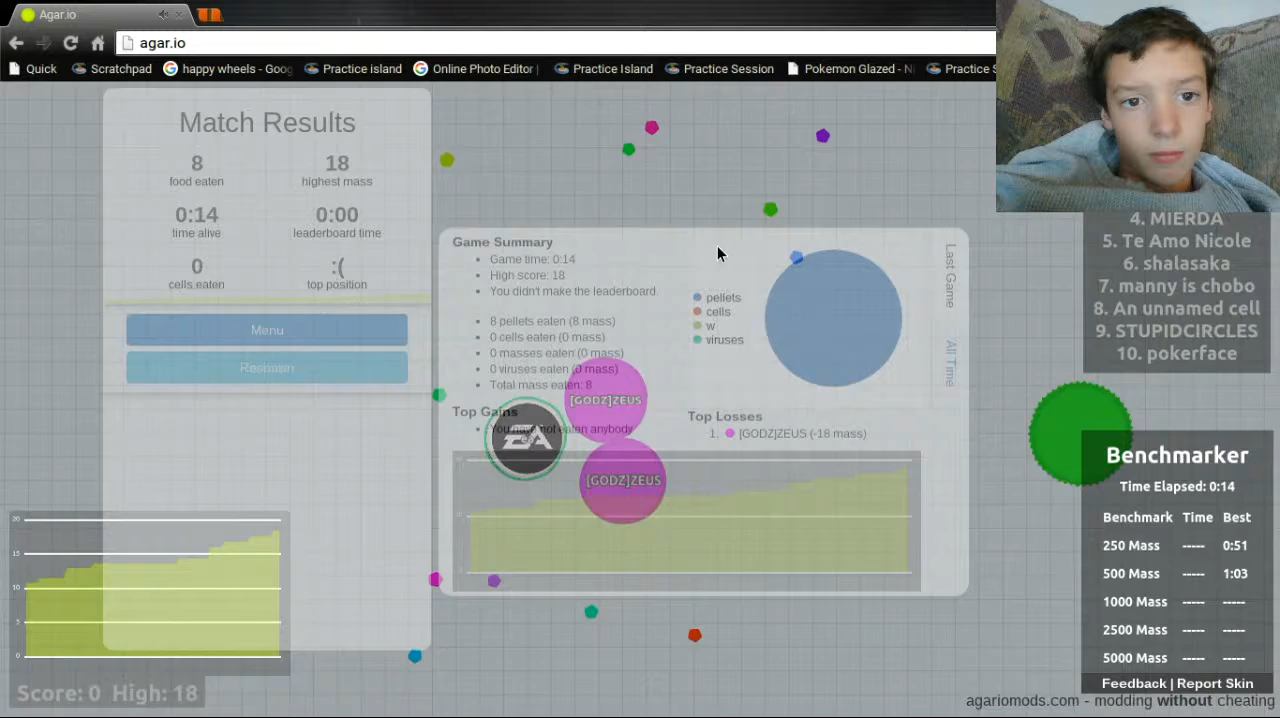 Agar.io
agar.io
Quick Scratchpad happy wheels - Goog Practice island Online Photo Editor | Practice Island Practice Session Pokemon Glazed - Ni Practice S
Match Results
8 18
food eaten highest mass
0:14 0:00
time alive leaderboard time
0 :(
cells eaten top position
Menu
Respawn
20
15
10
5
0
Score: 0 High: 18
Game Summary
• Game time: 0:14
• High score: 18
• You didn't make the leaderboard.
• 8 pellets eaten (8 mass)
• 0 cells eaten (0 mass)
• 0 masses eaten (0 mass)
• 0 viruses eaten (0 mass)
• Total mass eaten: 8
pellets
cells
w
viruses
Last Game
All Time
Top Gains
• You have not eaten anybody
Top Losses
1. [GODZ]ZEUS (-18 mass)
[GODZ]ZEUS
EA
[GODZ]ZEUS
4. MIERDA
5. Te Amo Nicole
6. shalasaka
7. manny is chobo
8. An unnamed cell
9. STUPIDCIRCLES
10. pokerface
Benchmarker
Time Elapsed: 0:14
Benchmark Time Best
250 Mass ----- 0:51
500 Mass ----- 1:03
1000 Mass ----- -----
2500 Mass ----- -----
5000 Mass ----- -----
Feedback | Report Skin
agariomods.com - modding without cheating